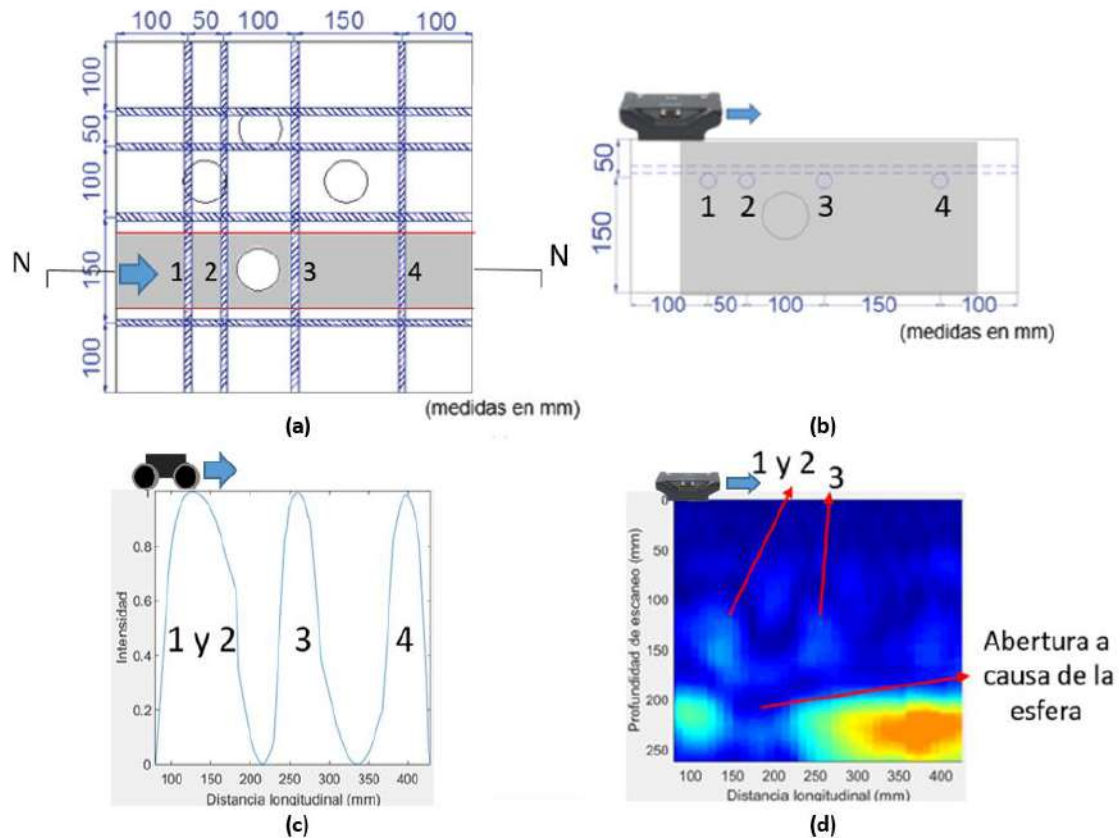 100 50 100 150 100
100
50
100
150
100
N
N
1 2 3 4
(medidas en mm)
(a)
50
150
1 2 3 4
100 50 100 150 100
(medidas en mm)
(b)
Intensidad
1
0.8
0.6
0.4
0.2
0
1 y 2 3 4
100 150 200 250 300 350 400
Distancia longitudinal (mm)
(c)
1 y 2
3
Profundidad de escaneo (mm)
0
50
100
150
200
250
100 150 200 250 300 350 400
Distancia longitudinal (mm)
Abertura a
causa de la
esfera
(d)